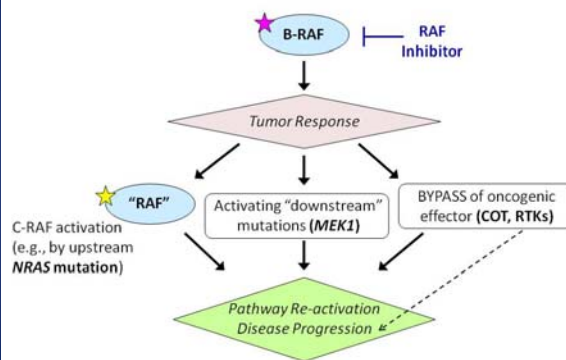 B-RAF
RAF
Inhibitor
Tumor Response
"RAF"
C-RAF activation
(e.g., by upstream
NRAS mutation)
Activating "downstream"
mutations (MEK1)
BYPASS of oncogenic
effector (COT, RTKs)
Pathway Re-activation
Disease Progression